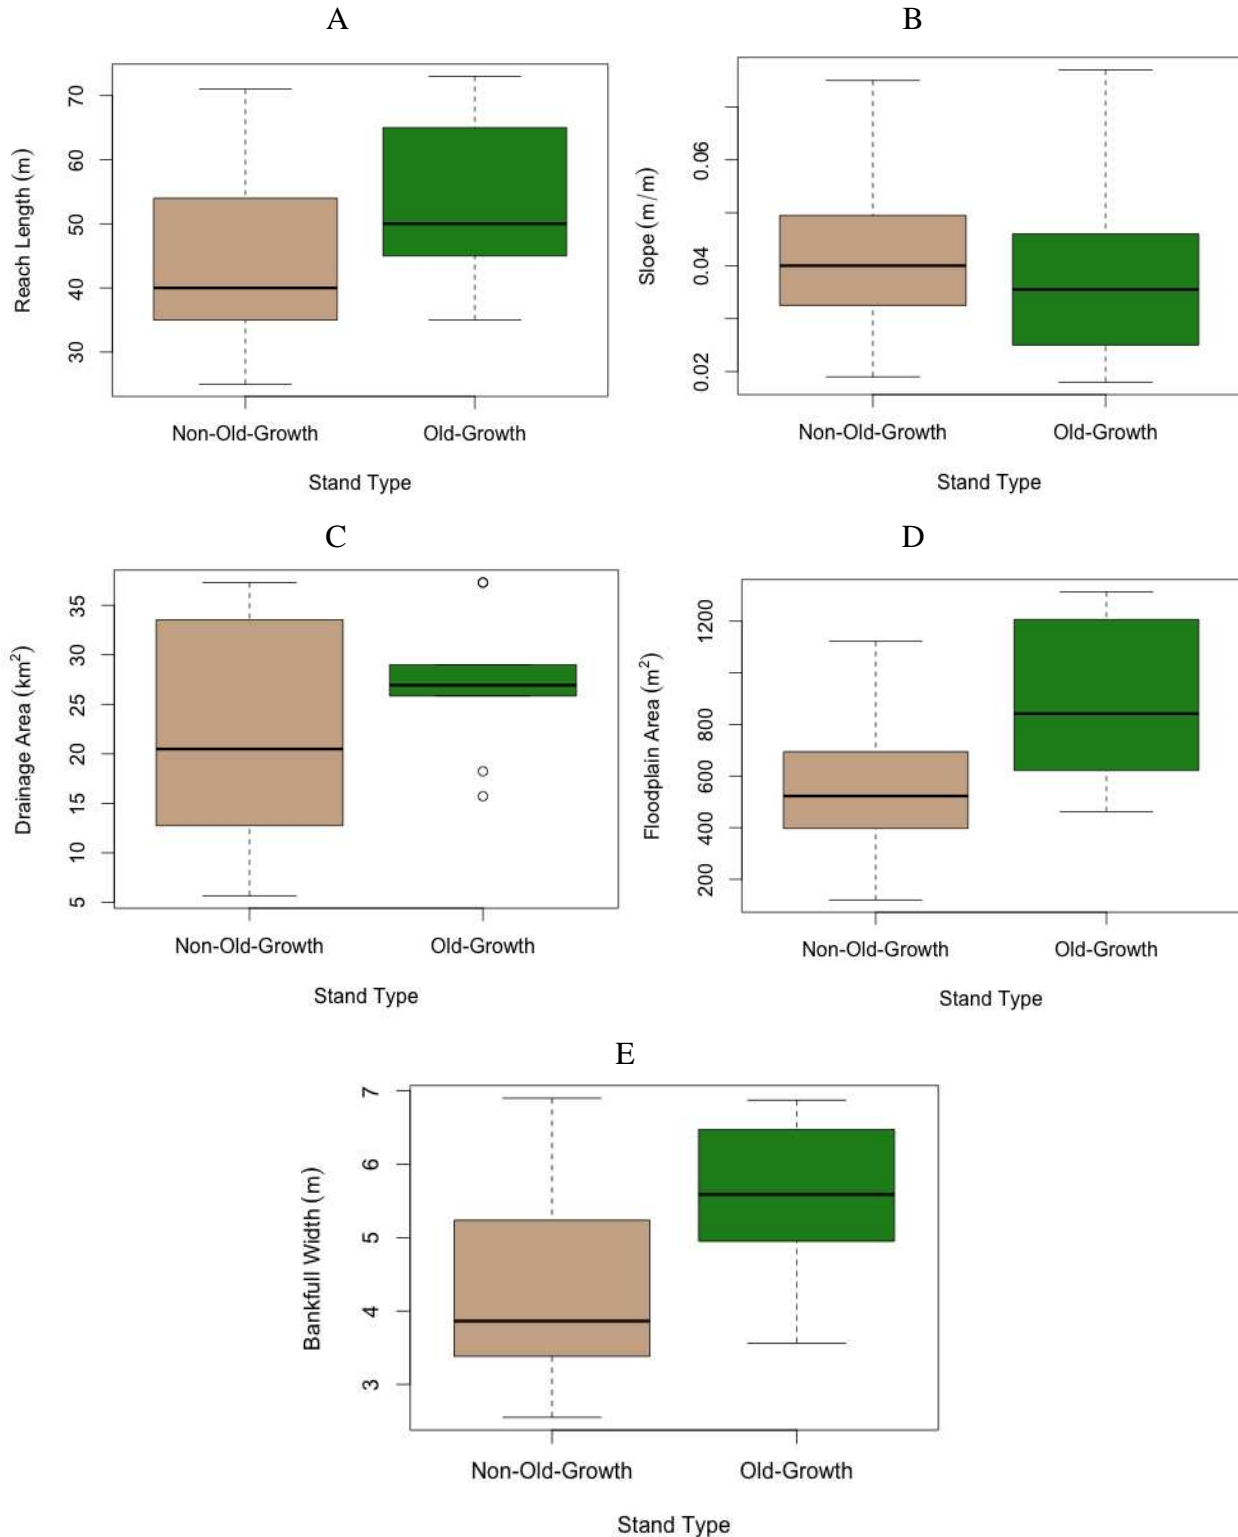 A
Reach Length (m)
70
60
50
40
30
Non-Old-Growth Old-Growth
Stand Type
B
Slope (m/m)
0.06
0.04
0.02
Non-Old-Growth Old-Growth
Stand Type
C
Drainage Area (km²)
35
30
25
20
15
10
5
Non-Old-Growth Old-Growth
Stand Type
D
Floodplain Area (m²)
1200
800
600
400
200
Non-Old-Growth Old-Growth
Stand Type
E
Bankfull Width (m)
7
6
5
4
3
Non-Old-Growth Old-Growth
Stand Type